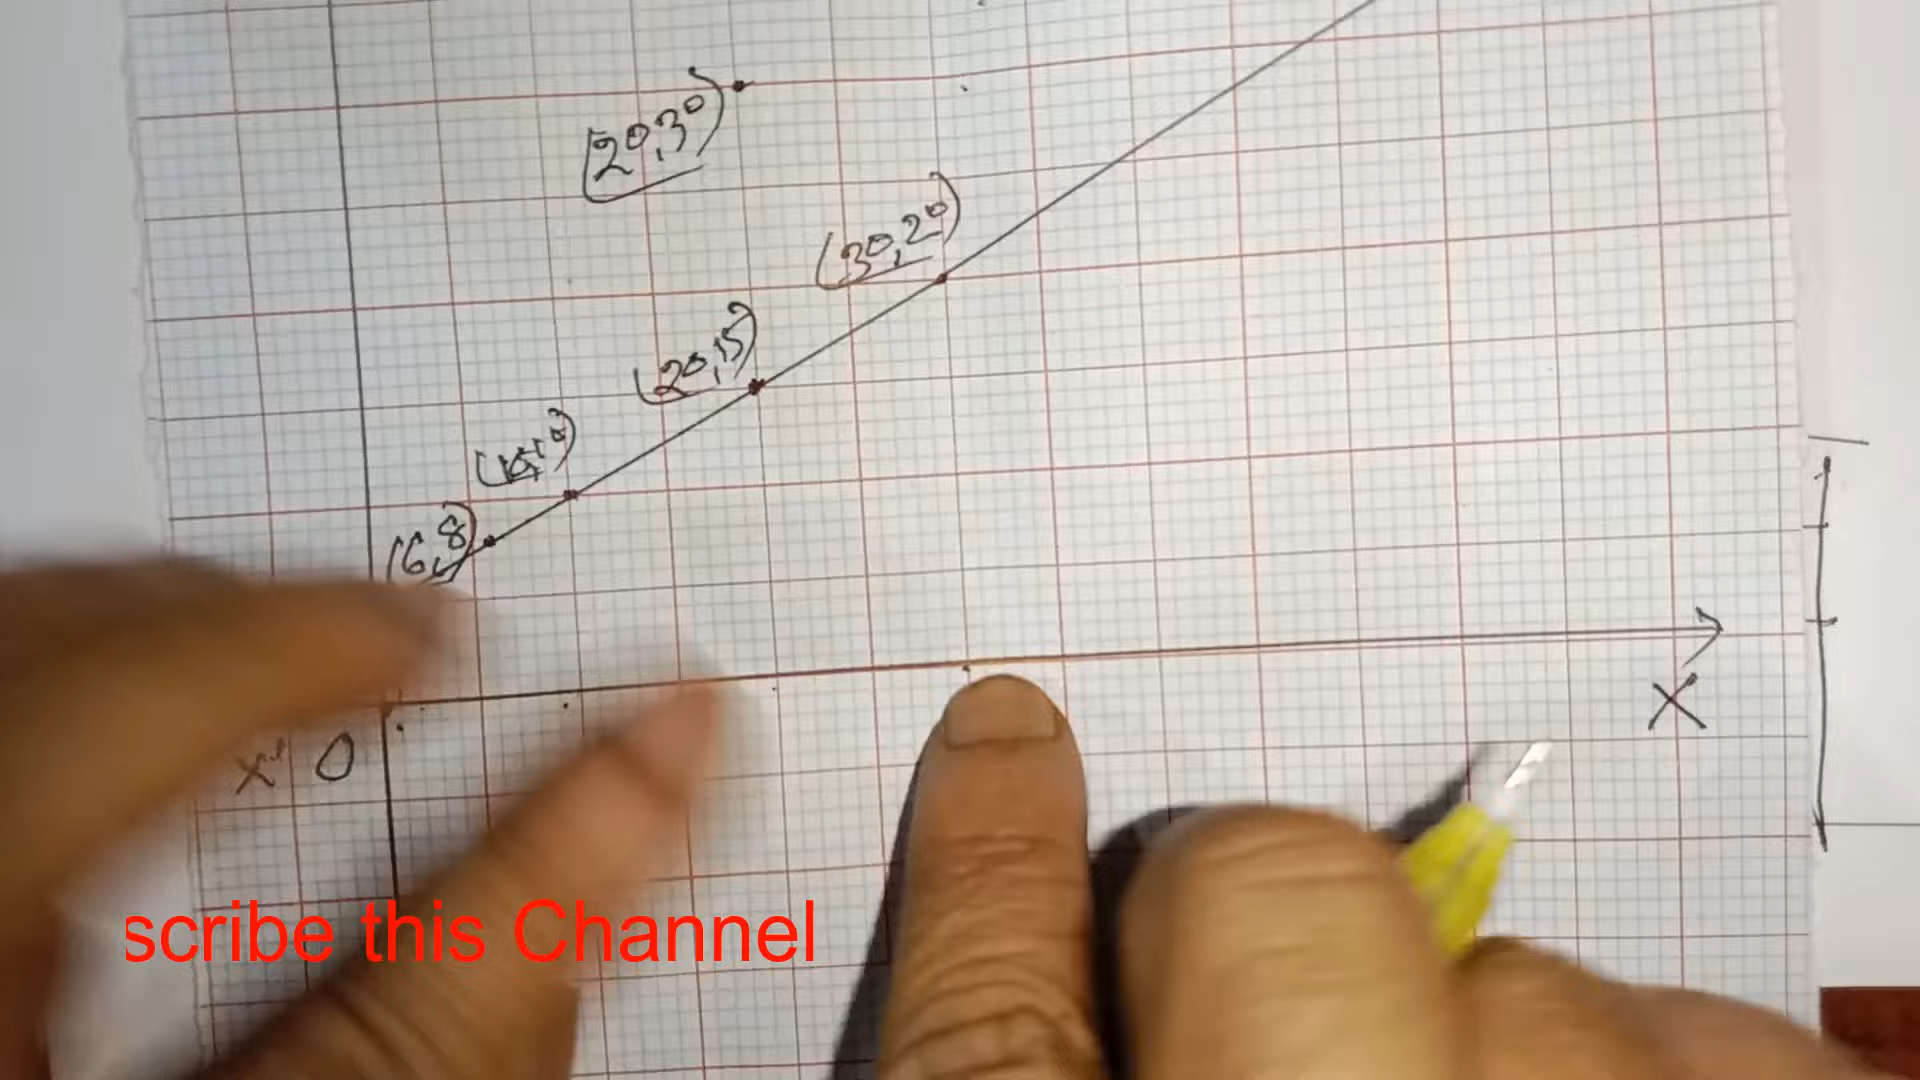 (20,30)
(30,20)
(20,15)
(6,8)
X
X' O
scribe this Channel